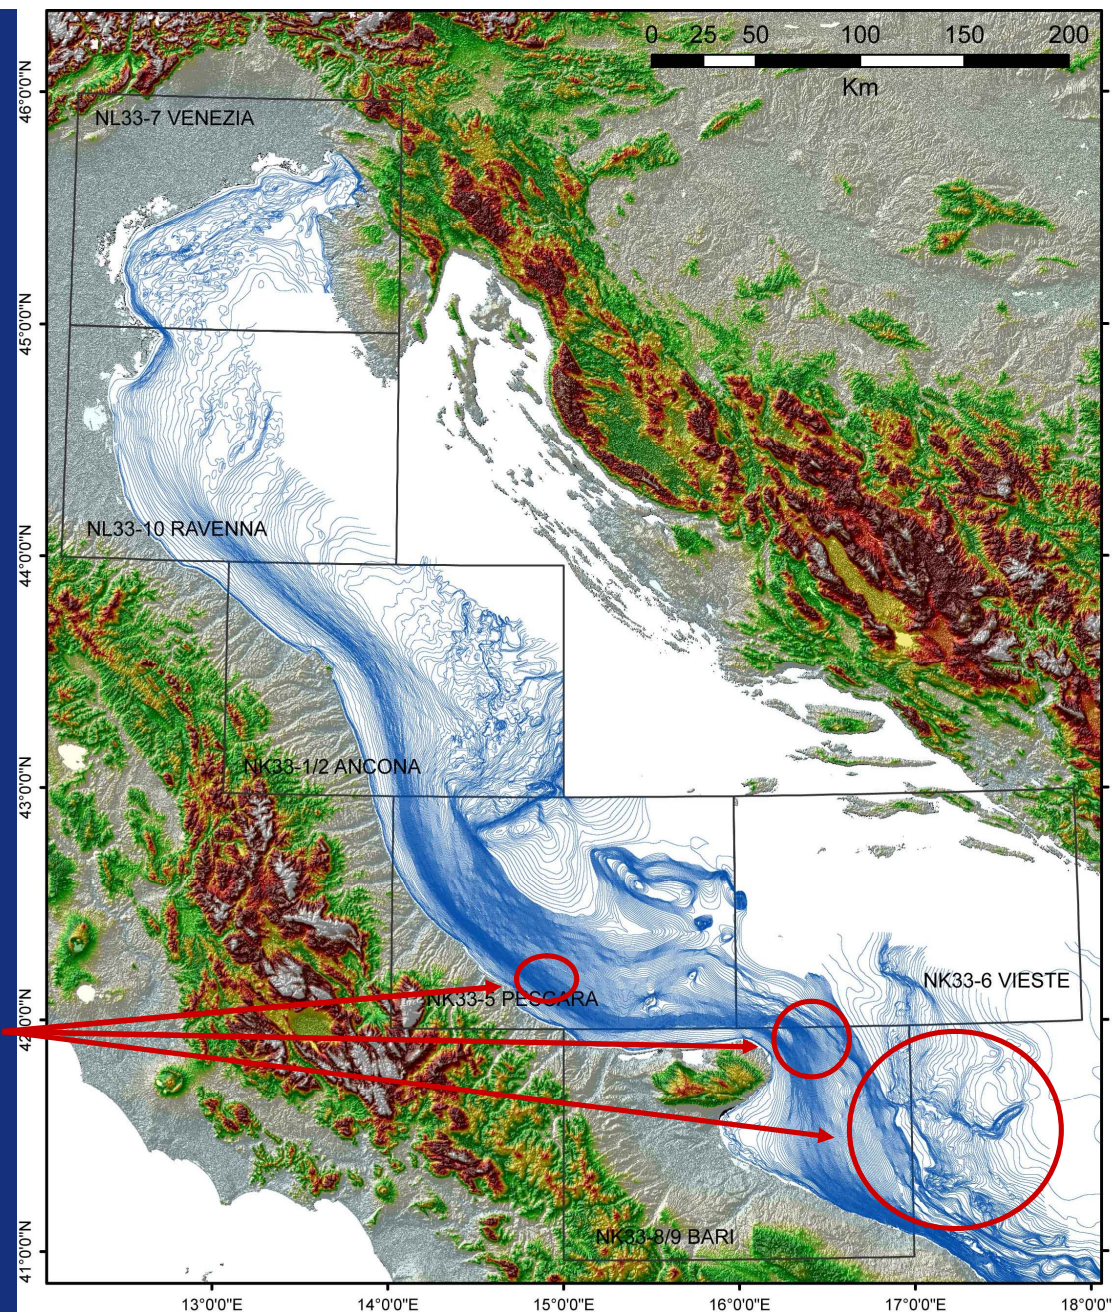 0 25 50 100 150 200
Km
46°0'0"N
NL33-7 VENEZIA
45°0'0"N
NL33-10 RAVENNA
44°0'0"N
NK33-1/2 ANCONA
43°0'0"N
NK33-6 VIESTE
NK33-5 PESCARA
42°0'0"N
NK33-8/9 BARI
41°0'0"N
13°0'0"E 14°0'0"E 15°0'0"E 16°0'0"E 17°0'0"E 18°0'0"E